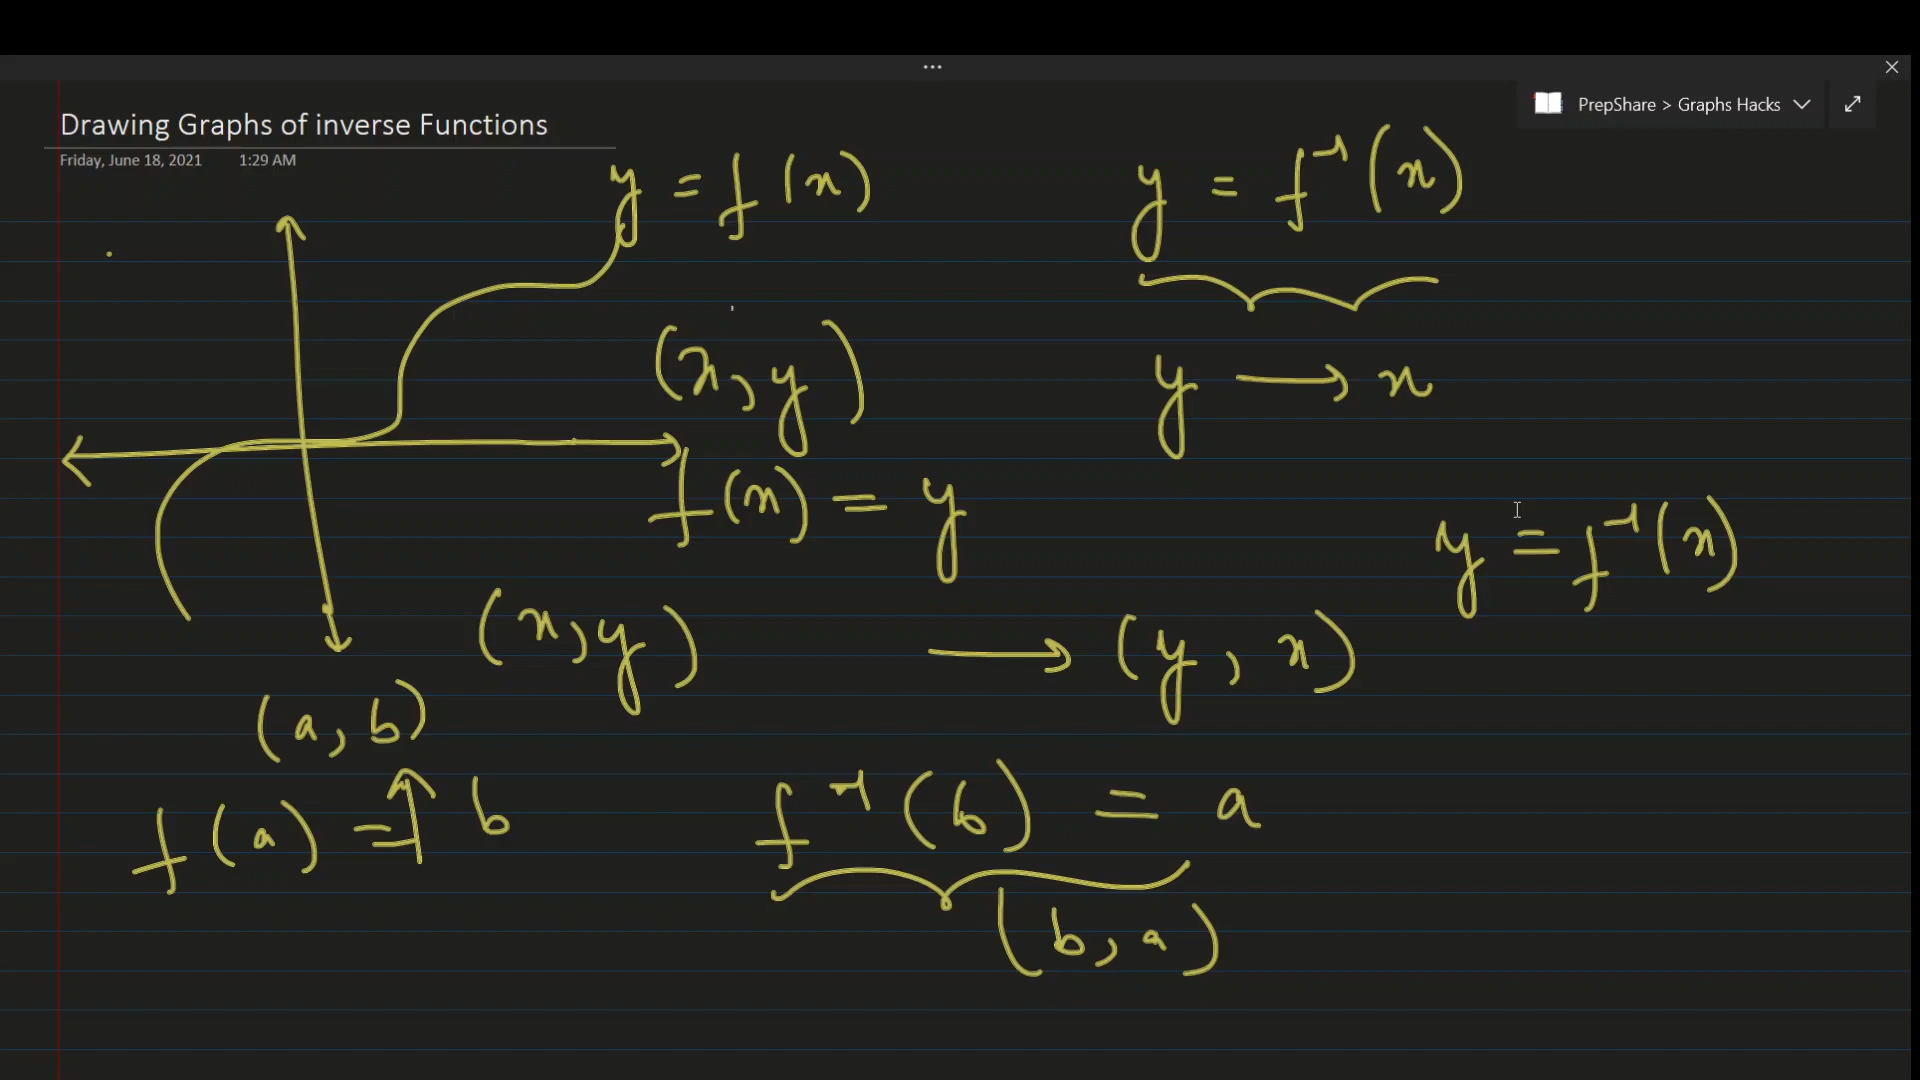 PrepShare > Graphs Hacks
Drawing Graphs of inverse Functions
Friday, June 18, 2021 1:29 AM
y = f(x)
y = f⁻¹(x)
(x, y)
y → x
f(x) = y
y = f⁻¹(x)
(x, y) → (y, x)
(a, b)
f(a) = b
f⁻¹(b) = a
(b, a)